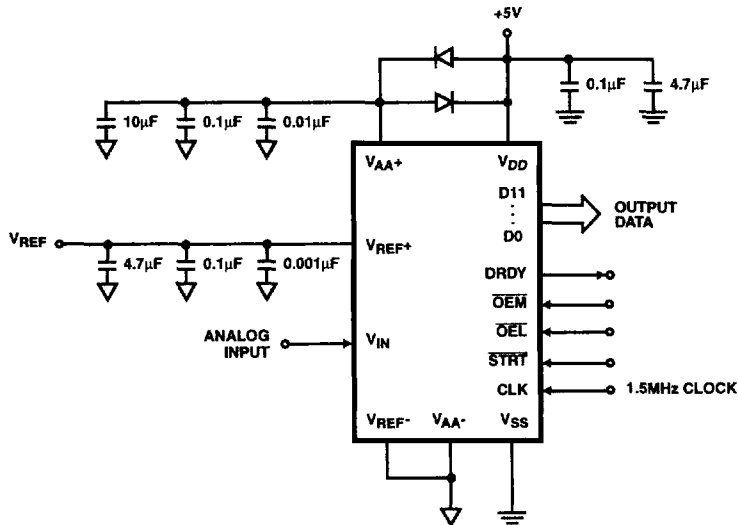 +5V
0.1µF
4.7µF
10µF
0.1µF
0.01µF
VAA+
VDD
D11
D0
OUTPUT
DATA
VREF
VREF+
4.7µF
0.1µF
0.001µF
DRDY
OEM
OEL
ANALOG
INPUT
VIN
STRT
CLK
1.5MHz CLOCK
VREF-
VAA-
VSS